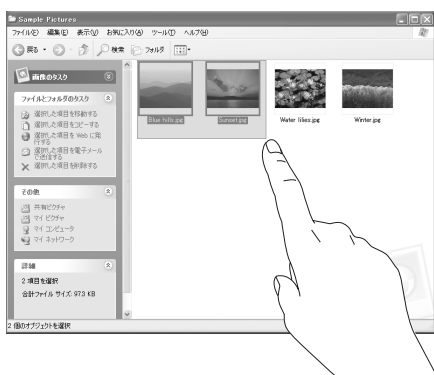 Sample Pictures
ファイル(F) 編集(E) 表示(V) お気に入り(A) ツール(T) ヘルプ(H)
戻る 検索 フォルダ
画像のタスク
ファイルとフォルダのタスク
選択した項目を移動する
選択した項目をコピーする
選択した項目を Web に発
行する
選択した項目を電子メール
で送信する
選択した項目を削除する
その他
共有ピクチャ
マイ ピクチャ
マイ コンピュータ
マイ ネットワーク
詳細
2 項目を選択
合計ファイル サイズ: 97.3 KB
Blue hills.jpg Sunset.jpg Water lilies.jpg Winter.jpg
2 個のオブジェクトを選択